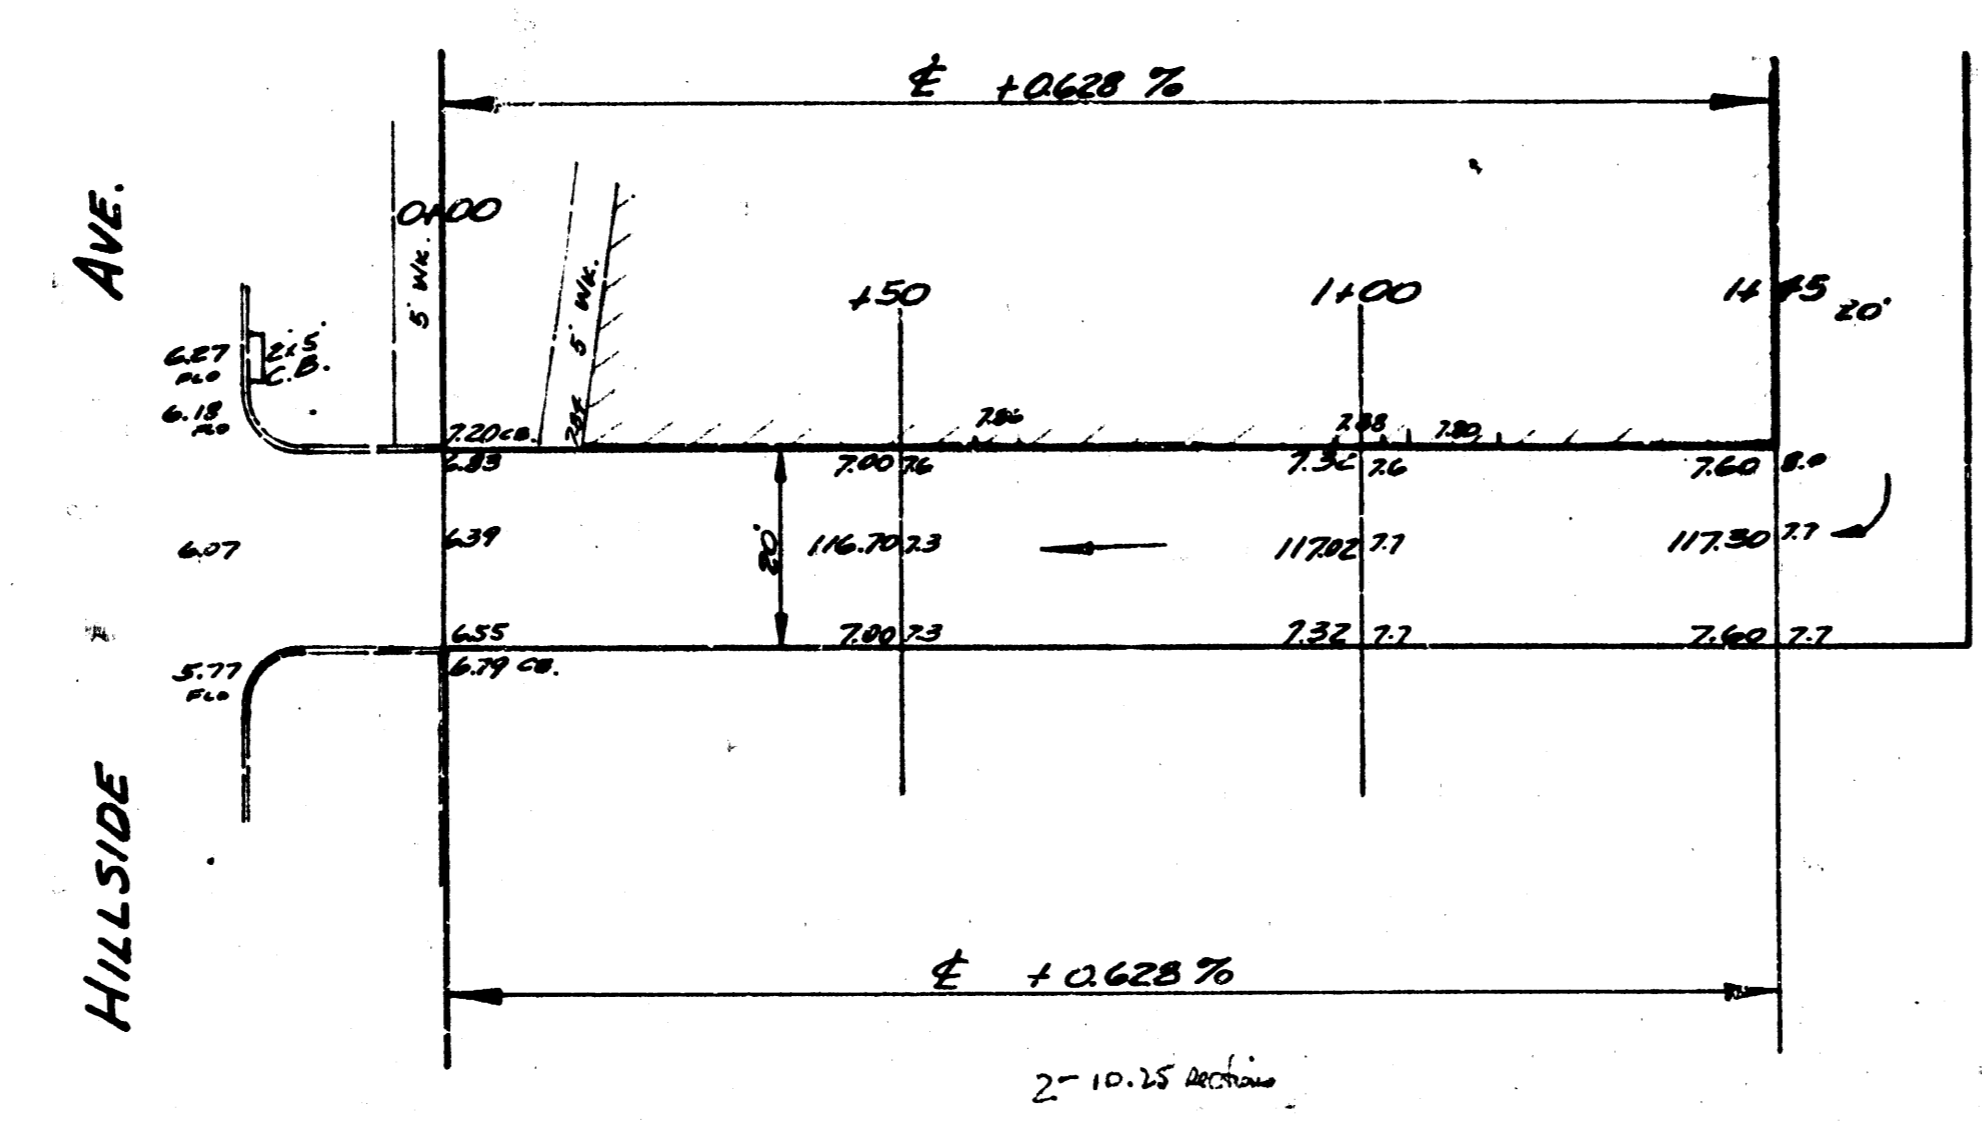 ℄ +0.628 %
AVE.
0+00
5' WK.
5' WK.
+50
1+00
1+45
20'
6.27
FLO
2x5'
C.B.
6.18
FLO
7.20 CB.
7.86
7.88
7.80
6.83
7.00 7.6
7.32 7.6
7.60 8.0
6.07
6.39
20'
116.70 7.3
117.02 7.7
117.30 7.7
6.55
7.00 7.3
7.32 7.7
7.60 7.7
5.77
FLO
6.79 CB.
HILLSIDE
℄ +0.628 %
2-10.25 sections